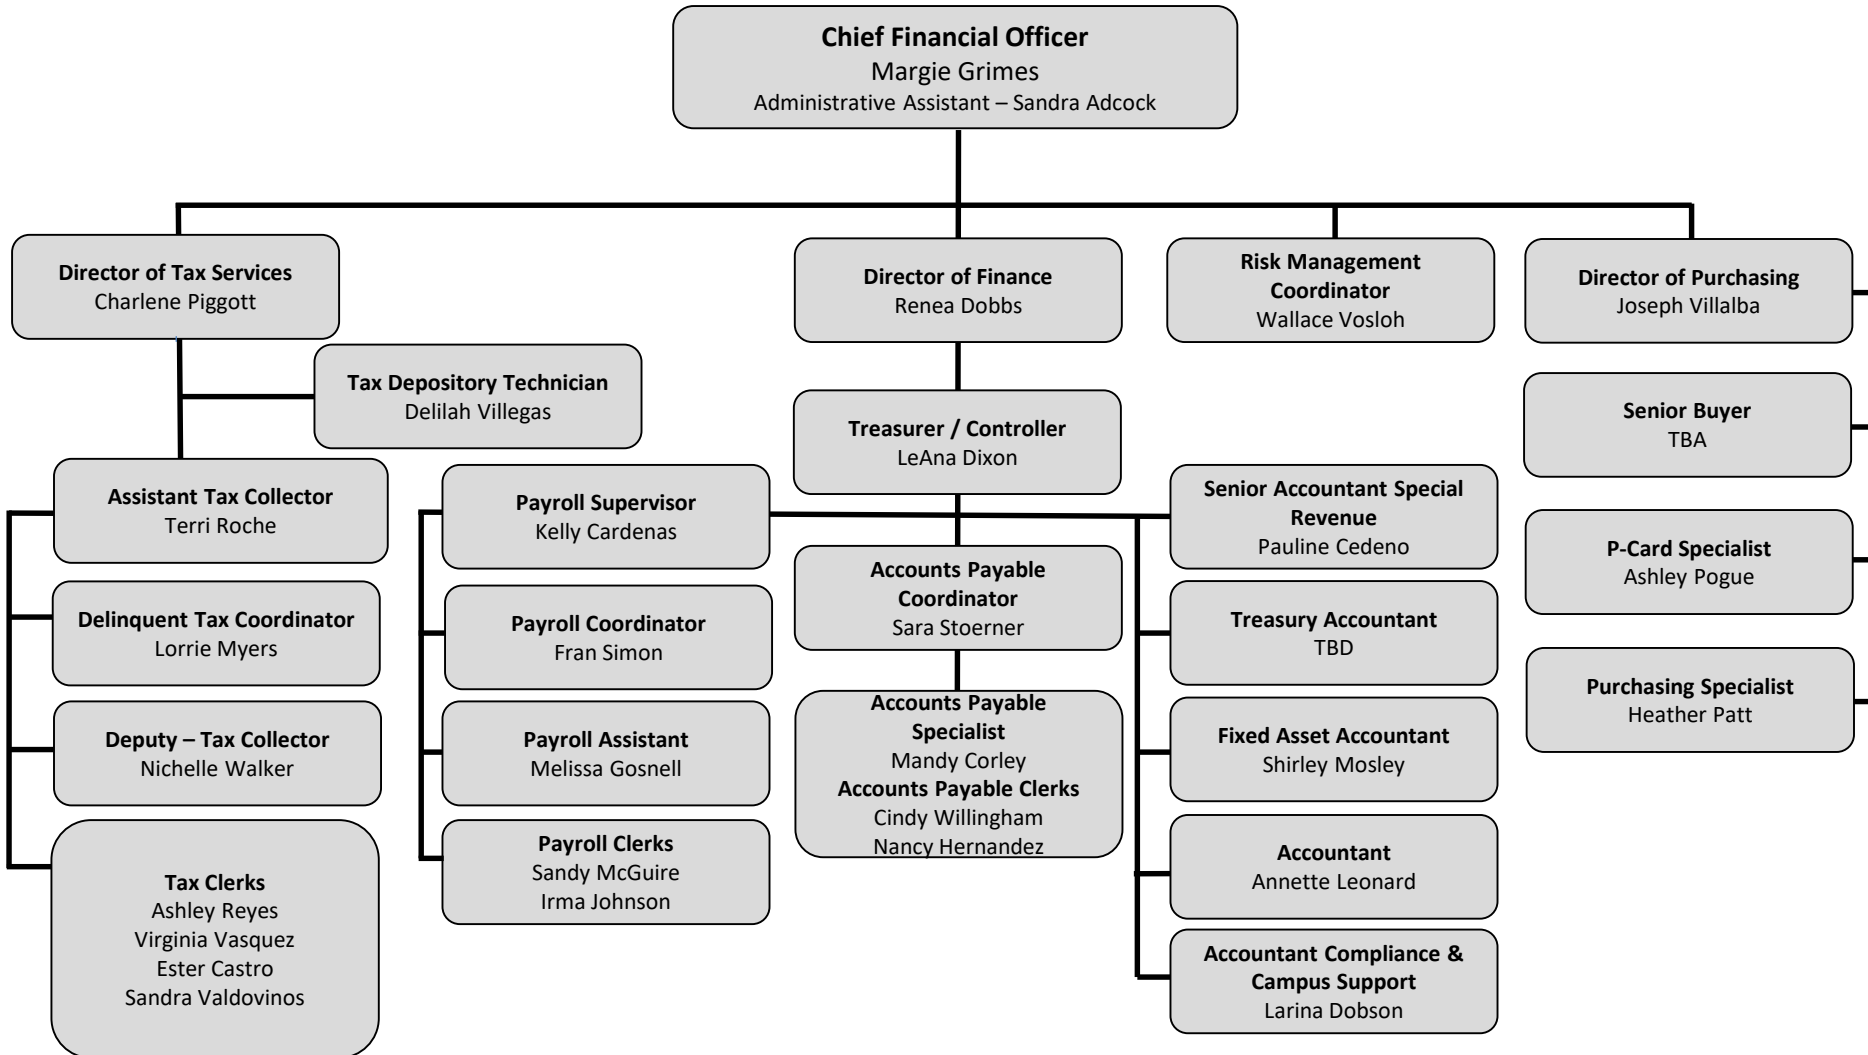 Chief Financial Officer
Margie Grimes
Administrative Assistant – Sandra Adcock
Director of Tax Services
Charlene Piggott
Director of Finance
Renea Dobbs
Risk Management
Coordinator
Wallace Vosloh
Director of Purchasing
Joseph Villalba
Tax Depository Technician
Delilah Villegas
Treasurer / Controller
LeAna Dixon
Senior Buyer
TBA
Assistant Tax Collector
Terri Roche
Payroll Supervisor
Kelly Cardenas
Senior Accountant Special
Revenue
Pauline Cedeno
P-Card Specialist
Ashley Pogue
Accounts Payable
Coordinator
Sara Stoerner
Delinquent Tax Coordinator
Lorrie Myers
Payroll Coordinator
Fran Simon
Treasury Accountant
TBD
Purchasing Specialist
Heather Patt
Accounts Payable
Specialist
Mandy Corley
Accounts Payable Clerks
Cindy Willingham
Nancy Hernandez
Deputy – Tax Collector
Nichelle Walker
Payroll Assistant
Melissa Gosnell
Fixed Asset Accountant
Shirley Mosley
Payroll Clerks
Sandy McGuire
Irma Johnson
Accountant
Annette Leonard
Tax Clerks
Ashley Reyes
Virginia Vasquez
Ester Castro
Sandra Valdovinos
Accountant Compliance &
Campus Support
Larina Dobson